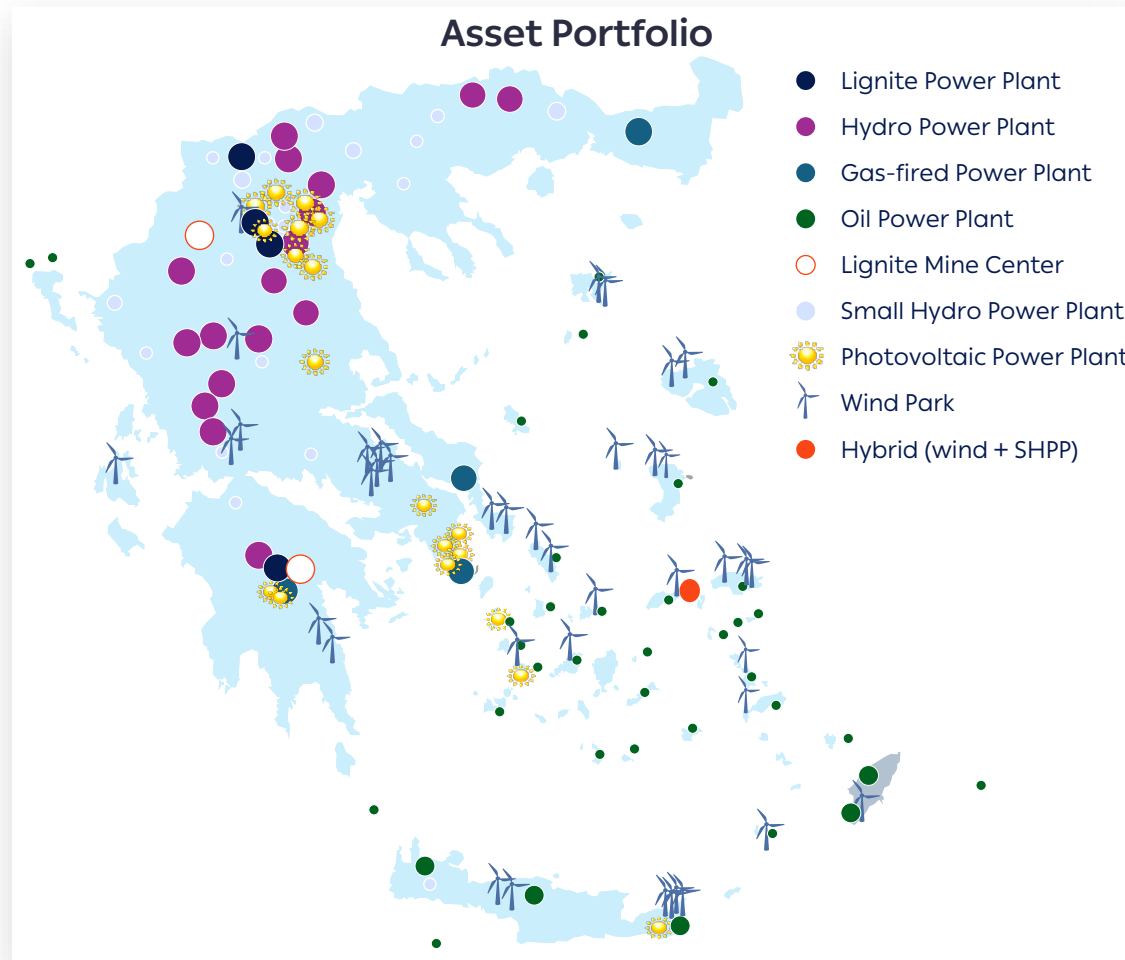 Asset Portfolio
Lignite Power Plant
Hydro Power Plant
Gas-fired Power Plant
Oil Power Plant
Lignite Mine Center
Small Hydro Power Plant
Photovoltaic Power Plant
Wind Park
Hybrid (wind + SHPP)